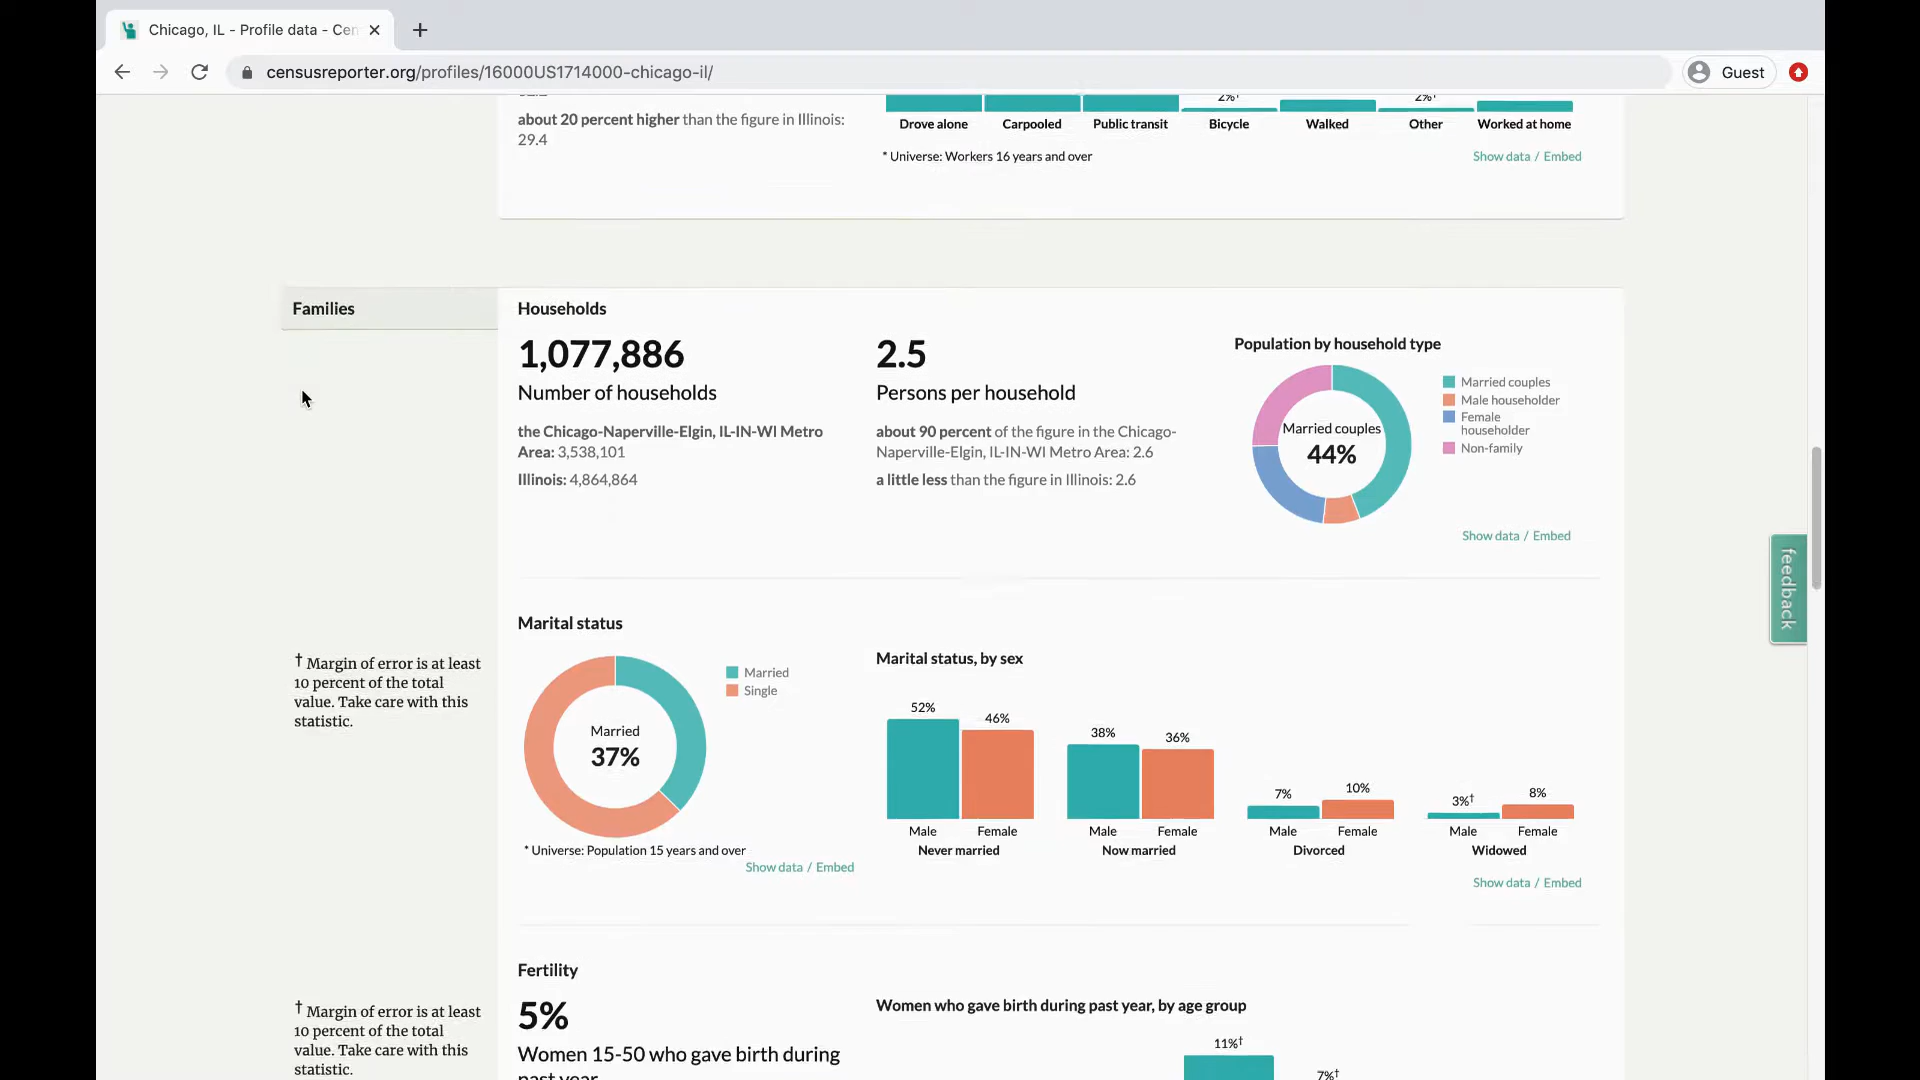 Chicago, IL - Profile data - Cen
censusreporter.org/profiles/16000US1714000-chicago-il/
Guest
about 20 percent higher than the figure in Illinois:
29.4
2%†
2%†
Drove alone
Carpooled
Public transit
Bicycle
Walked
Other
Worked at home
* Universe: Workers 16 years and over
Show data / Embed
Families
Households
1,077,886
Number of households
the Chicago-Naperville-Elgin, IL-IN-WI Metro
Area: 3,538,101
Illinois: 4,864,864
2.5
Persons per household
about 90 percent of the figure in the Chicago-
Naperville-Elgin, IL-IN-WI Metro Area: 2.6
a little less than the figure in Illinois: 2.6
Population by household type
Married couples
44%
Married couples
Male householder
Female
householder
Non-family
Show data / Embed
feedback
Marital status
† Margin of error is at least
10 percent of the total
value. Take care with this
statistic.
Married
37%
Married
Single
* Universe: Population 15 years and over
Show data / Embed
Marital status, by sex
52%
46%
38%
36%
7%
10%
3%†
8%
Male
Female
Male
Female
Male
Female
Male
Female
Never married
Now married
Divorced
Widowed
Show data / Embed
Fertility
† Margin of error is at least
10 percent of the total
value. Take care with this
statistic.
5%
Women 15-50 who gave birth during
past year
Women who gave birth during past year, by age group
11%†
7%†